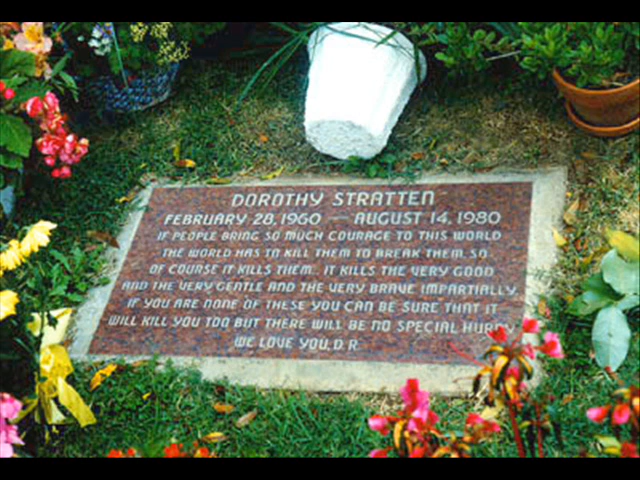 DOROTHY STRATTEN
FEBRUARY 28, 1960 — AUGUST 14, 1980
IF PEOPLE BRING SO MUCH COURAGE TO THIS WORLD
THE WORLD HAS TO KILL THEM TO BREAK THEM, SO
OF COURSE IT KILLS THEM. IT KILLS THE VERY GOOD
AND THE VERY GENTLE AND THE VERY BRAVE IMPARTIALLY.
IF YOU ARE NONE OF THESE YOU CAN BE SURE THAT IT
WILL KILL YOU TOO BUT THERE WILL BE NO SPECIAL HURRY
WE LOVE YOU, D.R.